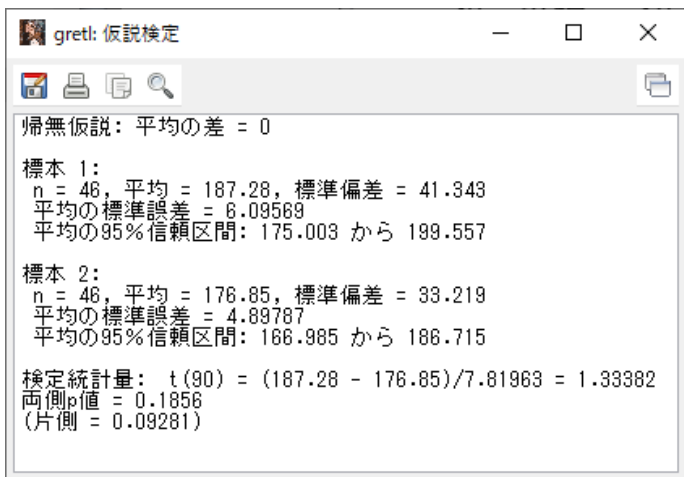 gretl: 仮説検定
帰無仮説: 平均の差 = 0
標本 1:
n = 46, 平均 = 187.28, 標準偏差 = 41.343
平均の標準誤差 = 6.09569
平均の95%信頼区間: 175.003 から 199.557
標本 2:
n = 46, 平均 = 176.85, 標準偏差 = 33.219
平均の標準誤差 = 4.89787
平均の95%信頼区間: 166.985 から 186.715
検定統計量: t(90) = (187.28 - 176.85)/7.81963 = 1.33382
両側p値 = 0.1856
(片側 = 0.09281)